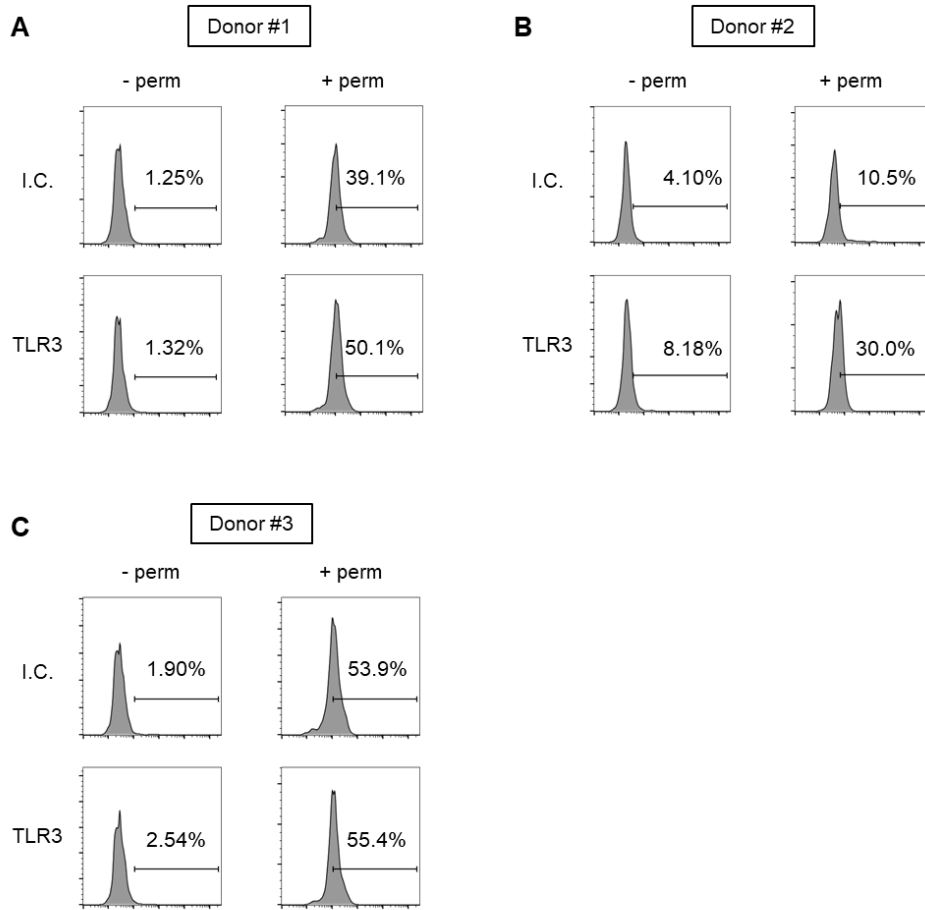 A
Donor #1
- perm
+ perm
I.C.
1.25%
39.1%
TLR3
1.32%
50.1%
B
Donor #2
- perm
+ perm
I.C.
4.10%
10.5%
TLR3
8.18%
30.0%
C
Donor #3
- perm
+ perm
I.C.
1.90%
53.9%
TLR3
2.54%
55.4%